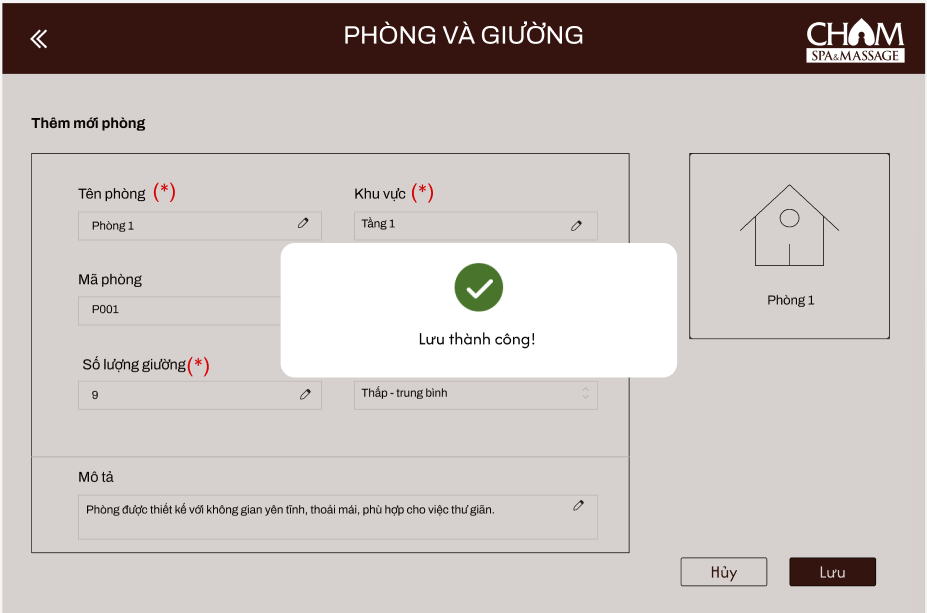 PHÒNG VÀ GIƯỜNG
CHẠM
SPA&MASSAGE
Thêm mới phòng
Tên phòng (*)
Khu vực (*)
Phòng 1
Tầng 1
Mã phòng
P001
Lưu thành công!
Phòng 1
Số lượng giường(*)
9
Thấp - trung bình
Mô tả
Phòng được thiết kế với không gian yên tĩnh, thoải mái, phù hợp cho việc thư giãn.
Hủy
Lưu